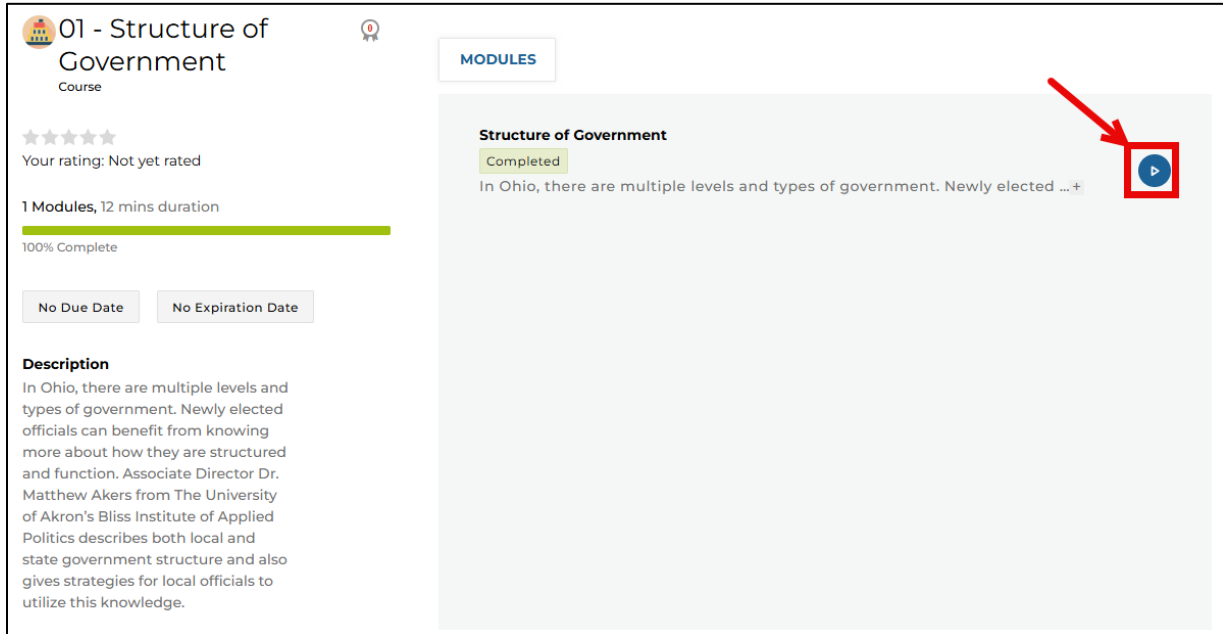 01 - Structure of
Government
Course
0
Your rating: Not yet rated
1 Modules, 12 mins duration
100% Complete
No Due Date
No Expiration Date
Description
In Ohio, there are multiple levels and
types of government. Newly elected
officials can benefit from knowing
more about how they are structured
and function. Associate Director Dr.
Matthew Akers from The University
of Akron's Bliss Institute of Applied
Politics describes both local and
state government structure and also
gives strategies for local officials to
utilize this knowledge.
MODULES
Structure of Government
Completed
In Ohio, there are multiple levels and types of government. Newly elected ...+